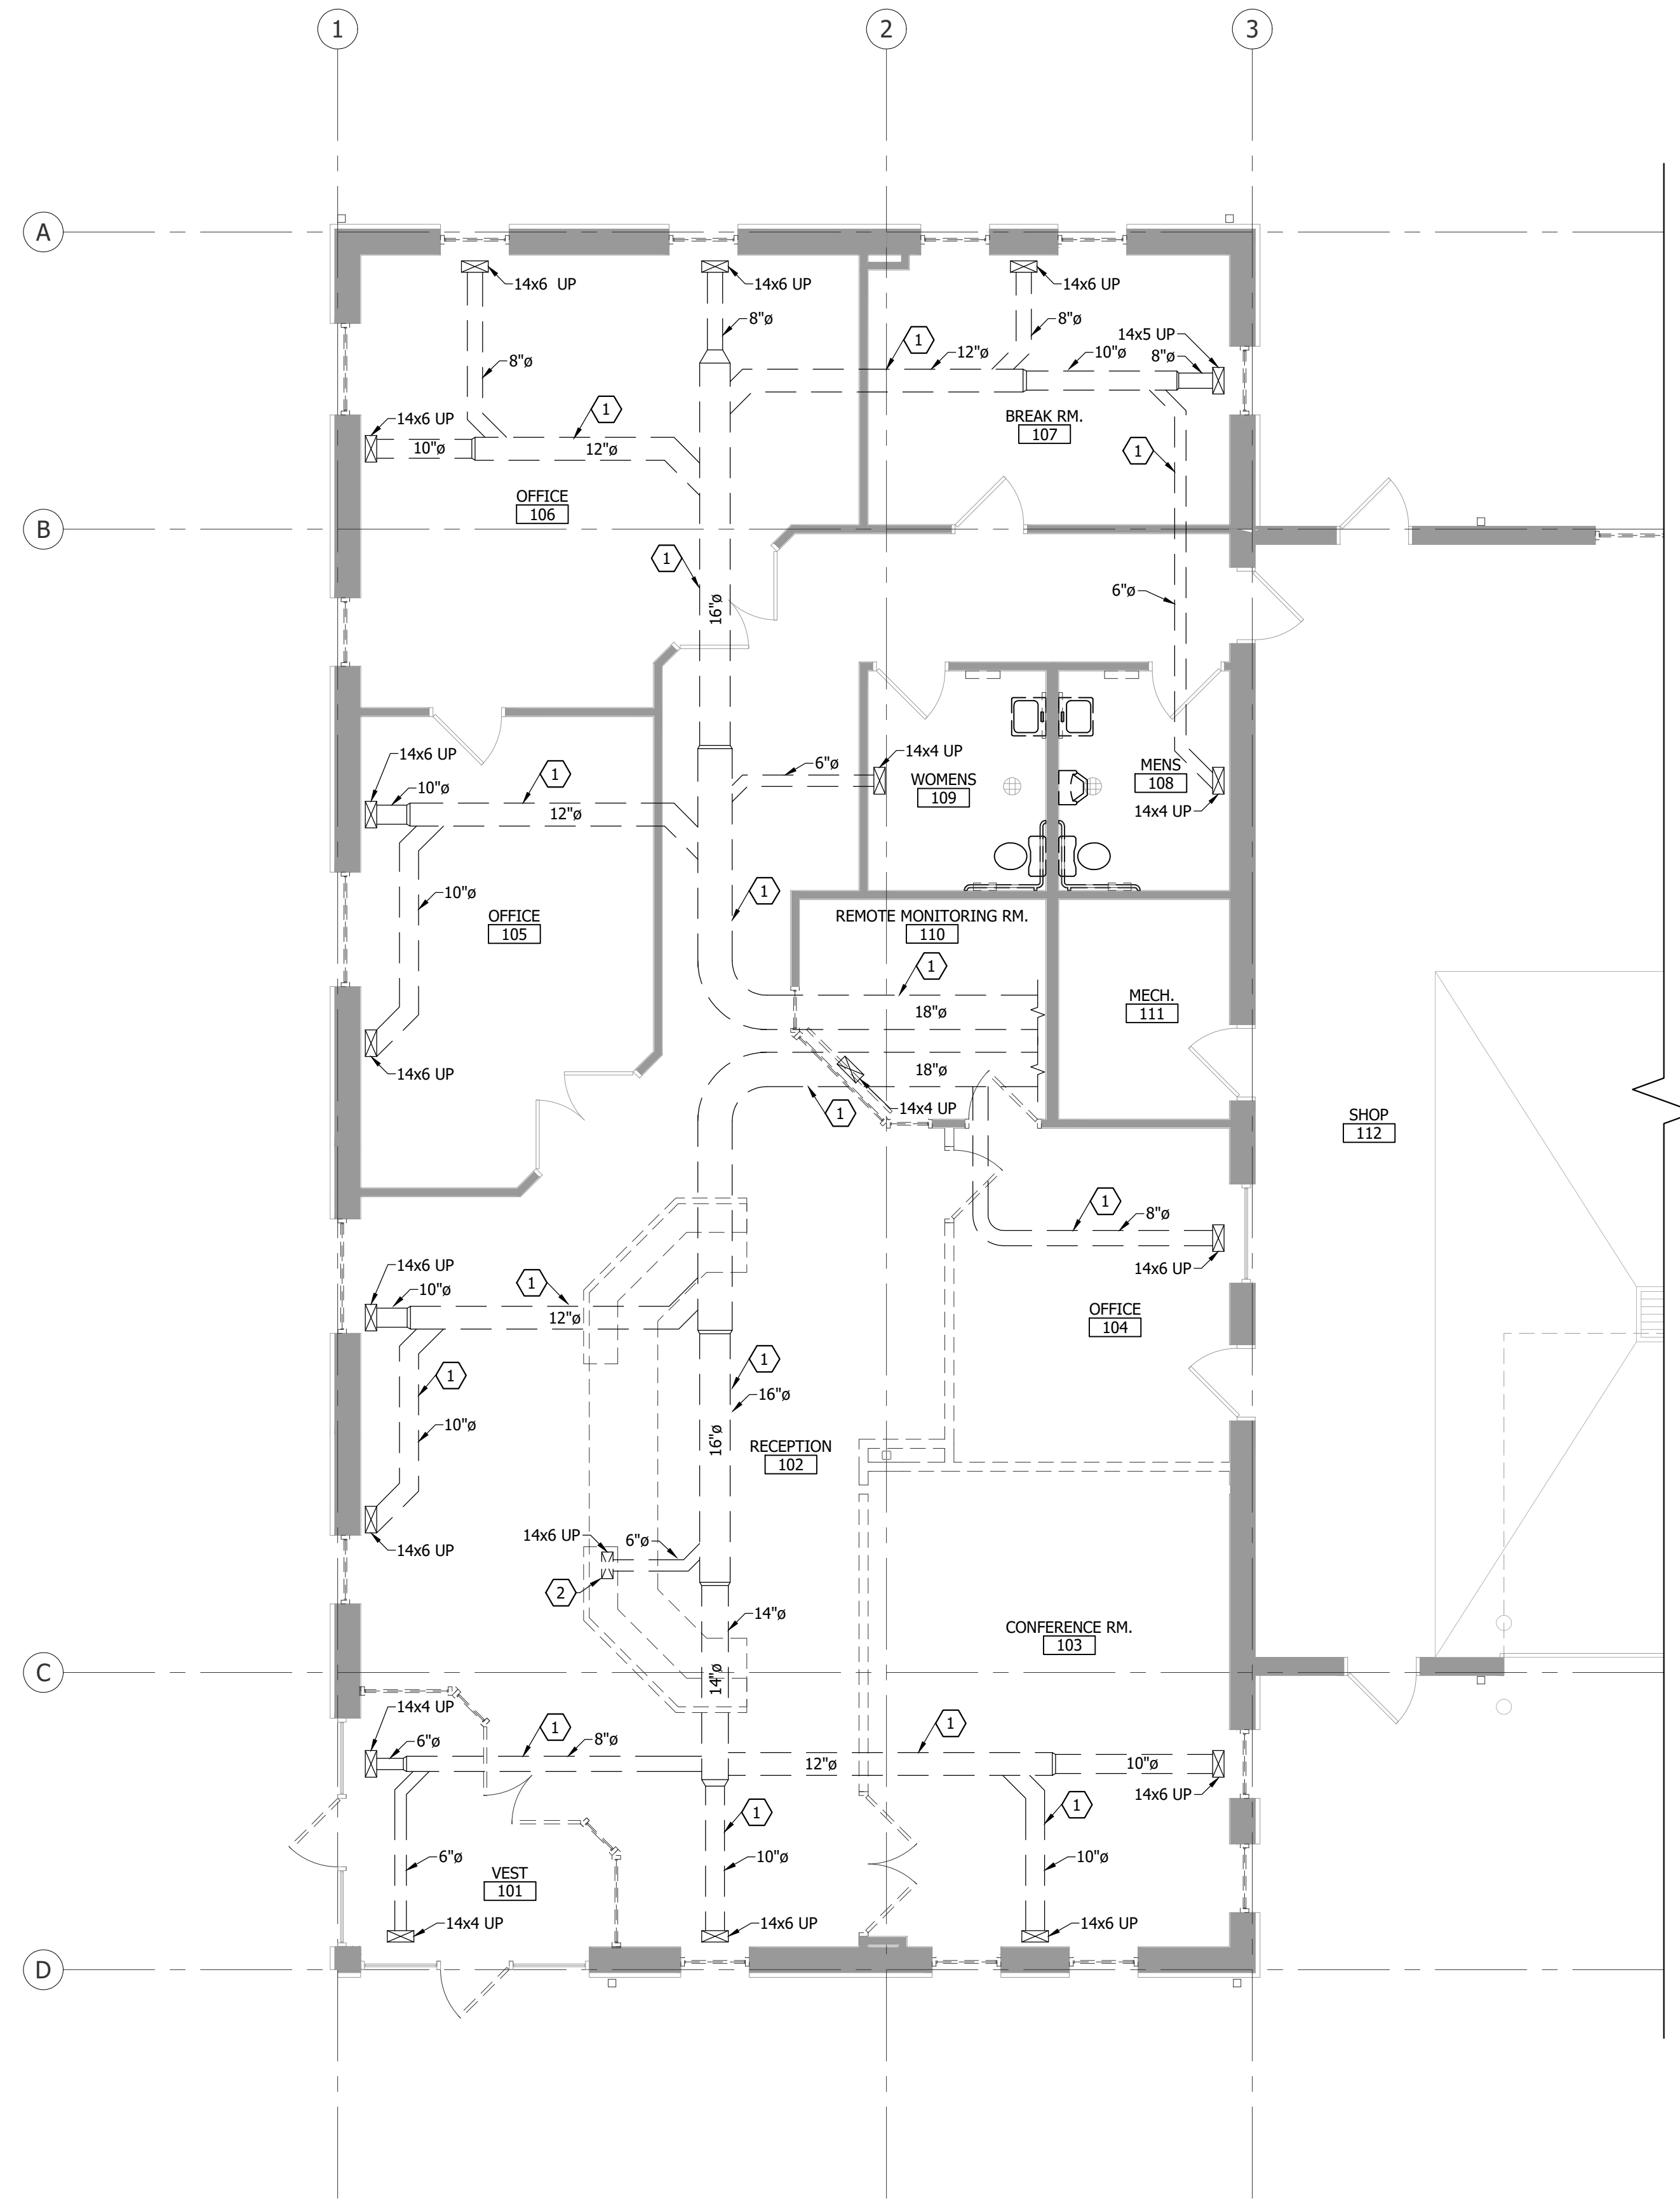 1
2
3
A
14x6  UP
14x6 UP
14x6 UP
8"ø
8"ø
14x5 UP
1
12"ø
10"ø
8"ø
8"ø
14x6 UP
1
10"ø
12"ø
BREAK RM.
107
1
OFFICE
106
B
1
16"ø
6"ø
14x6 UP
10"ø
1
12"ø
6"ø
14x4 UP
WOMENS
109
MENS
108
14x4 UP
10"ø
1
OFFICE
105
REMOTE MONITORING RM.
110
1
18"ø
MECH.
111
14x6 UP
18"ø
14x4 UP
1
SHOP
112
1
8"ø
14x6 UP
14x6 UP
10"ø
1
12"ø
OFFICE
104
1
1
16"ø
10"ø
16"ø
RECEPTION
102
14x6 UP
14x6 UP
6"ø
2
14"ø
CONFERENCE RM.
103
C
14"ø
14x4 UP
6"ø
1
8"ø
1
12"ø
10"ø
14x6 UP
1
1
6"ø
10"ø
10"ø
VEST
101
14x4 UP
14x6 UP
14x6 UP
D